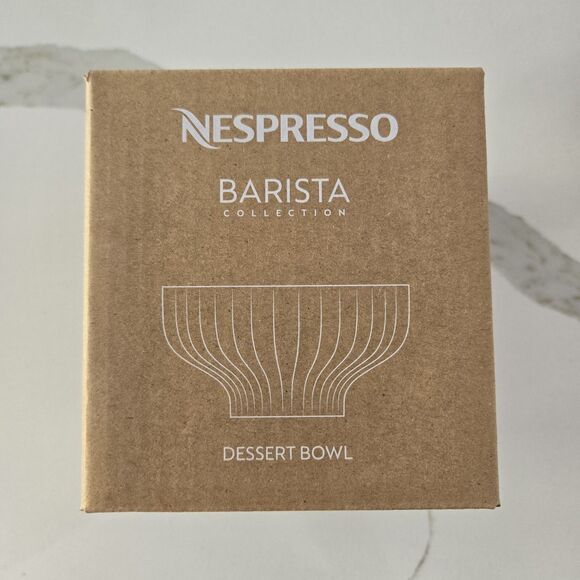 NESPRESSO
BARISTA
COLLECTION
DESSERT BOWL